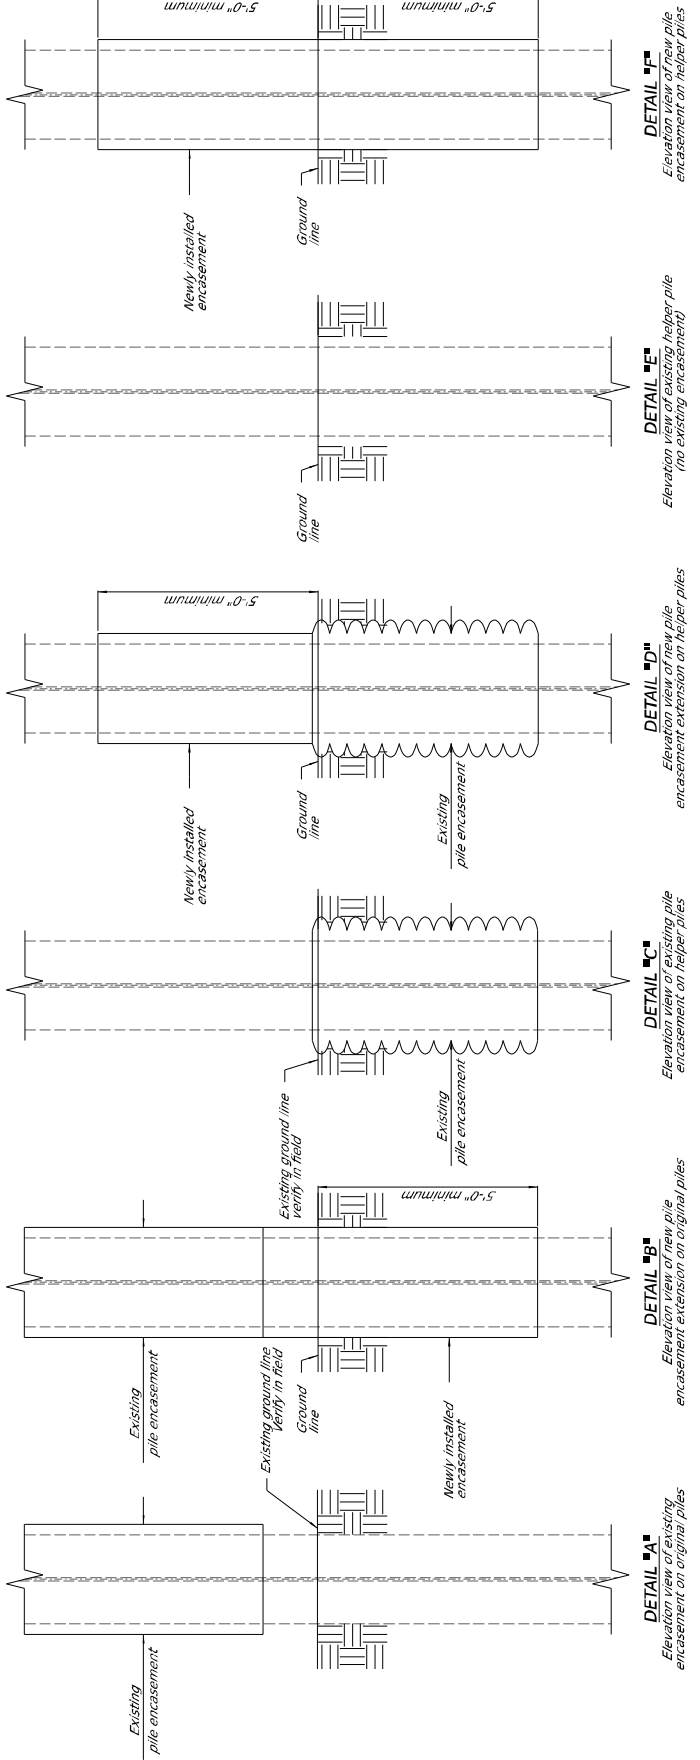 Existing
pile encasement
Existing ground line
Verify in field
DETAIL "A"
Elevation view of existing
encasement on original piles
Existing
pile encasement
Ground
line
5'-0" minimum
Newly installed
encasement
DETAIL "B"
Elevation view of new pile
encasement extension on original piles
Existing ground line
verify in field
Existing
pile encasement
DETAIL "C"
Elevation view of existing pile
encasement on helper piles
5'-0" minimum
Newly Installed
encasement
Ground
line
Existing
pile encasement
DETAIL "D"
Elevation view of new pile
encasement extension on helper piles
Ground
line
DETAIL "E"
Elevation view of existing helper pile
(no existing encasement)
5'-0" minimum
Newly installed
encasement
Ground
line
5'-0" minimum
DETAIL "F"
Elevation view of new pile
encasement on helper piles